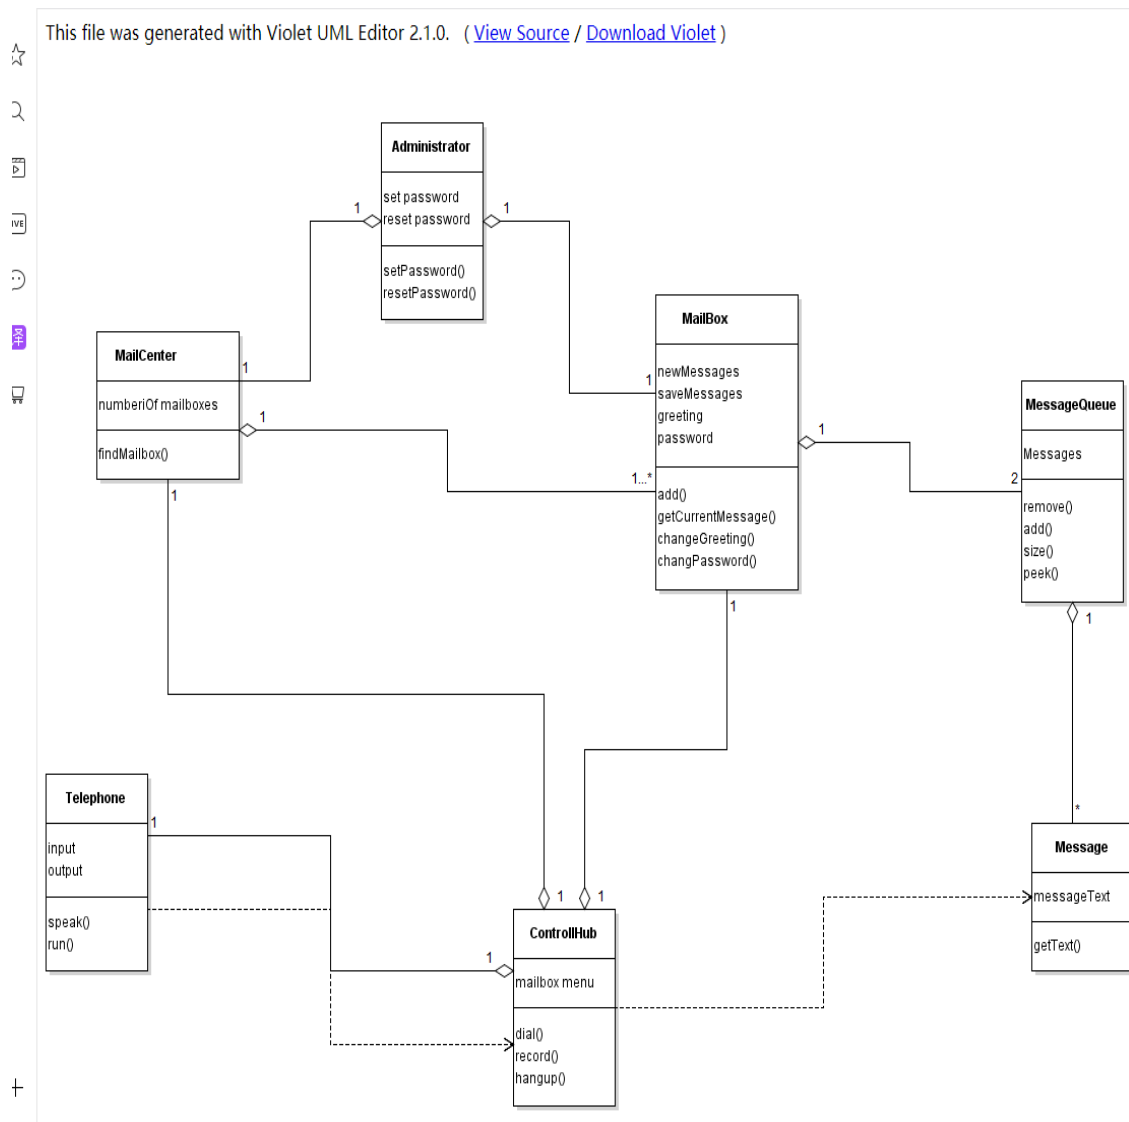 This file was generated with Violet UML Editor 2.1.0. ( View Source / Download Violet )
Administrator
set password
reset password
setPassword()
resetPassword()
1
1
MailCenter
numberiOf mailboxes
findMailbox()
1
1
1
MailBox
newMessages
saveMessages
greeting
password
add()
getCurrentMessage()
changeGreeting()
changPassword()
1
1...*
1
1
MessageQueue
Messages
remove()
add()
size()
peek()
2
1
*
Telephone
input
output
speak()
run()
1
ControllHub
mailbox menu
dial()
record()
hangup()
1
1
1
Message
messageText
getText()
IVE